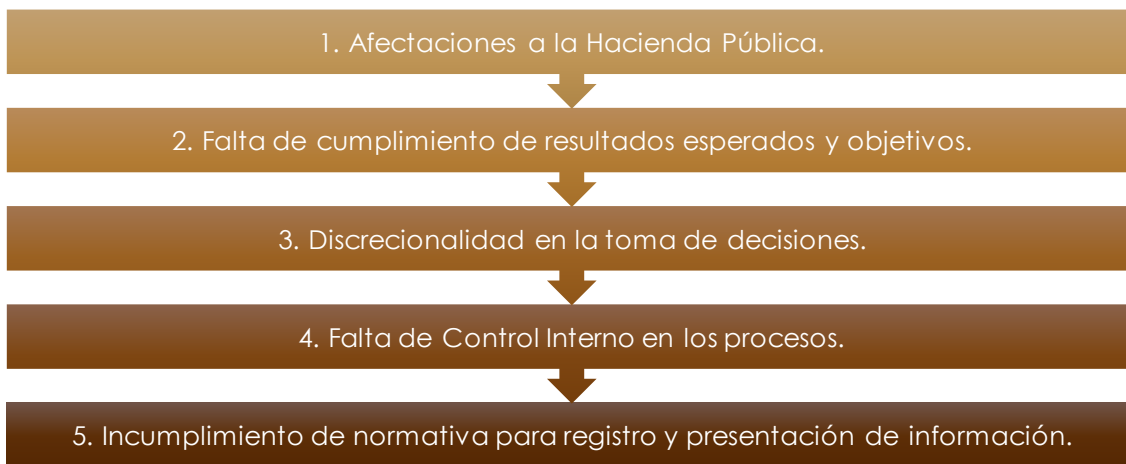 1. Afectaciones a la Hacienda Pública.
2. Falta de cumplimiento de resultados esperados y objetivos.
3. Discrecionalidad en la toma de decisiones.
4. Falta de Control Interno en los procesos.
5. Incumplimiento de normativa para registro y presentación de información.